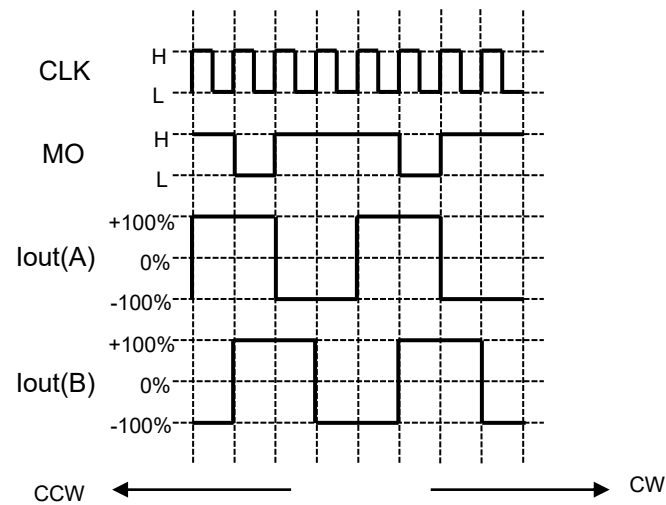 CLK
H
L
MO
H
L
Iout(A)
+100%
0%
-100%
Iout(B)
+100%
0%
-100%
CCW
CW